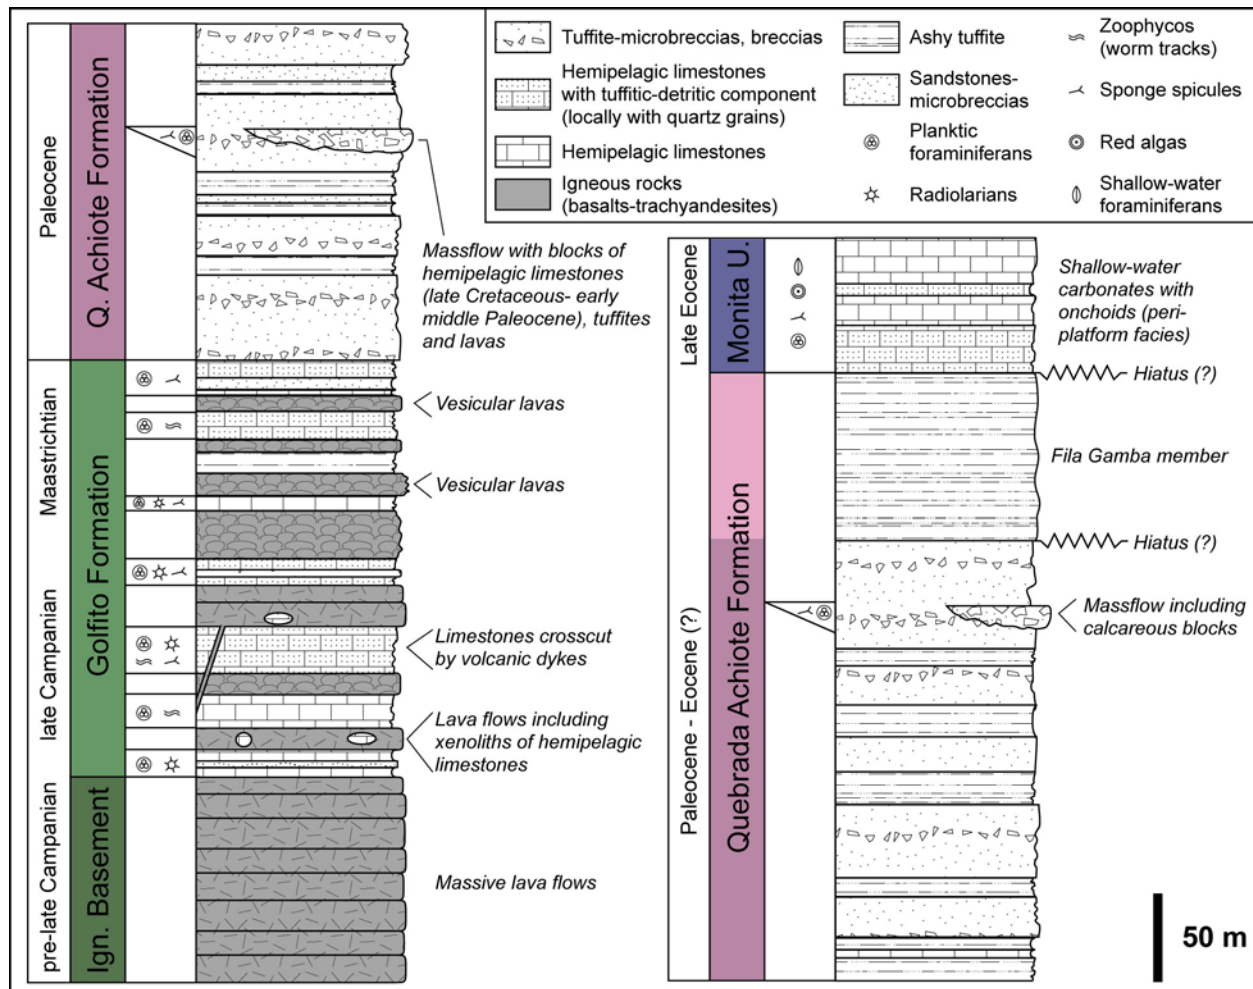 Paleocene
Q. Achiote Formation
Maastrichtian
late Campanian
Golfito Formation
pre-late Campanian
Ign. Basement
Massflow with blocks of
hemipelagic limestones
(late Cretaceous- early
middle Paleocene), tuffites
and lavas
Vesicular lavas
Vesicular lavas
Limestones crosscut
by volcanic dykes
Lava flows including
xenoliths of hemipelagic
limestones
Massive lava flows
Tuffite-microbreccias, breccias
Hemipelagic limestones
with tuffitic-detritic component
(locally with quartz grains)
Hemipelagic limestones
Igneous rocks
(basalts-trachyandesites)
Ashy tuffite
Sandstones-
microbreccias
Planktic
foraminiferans
Radiolarians
Zoophycos
(worm tracks)
Sponge spicules
Red algas
Shallow-water
foraminiferans
Late Eocene
Monita U.
Paleocene - Eocene (?)
Quebrada Achiote Formation
Shallow-water
carbonates with
onchoids (peri-
platform facies)
Hiatus (?)
Fila Gamba member
Hiatus (?)
Massflow including
calcareous blocks
50 m